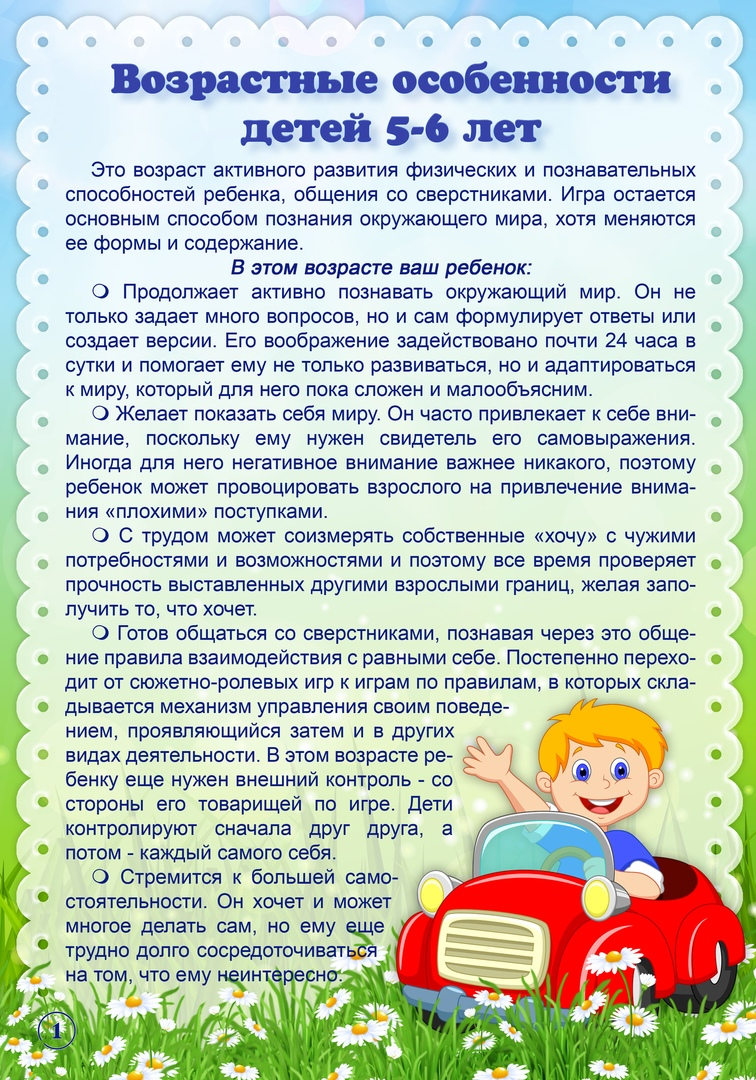 Возрастные особенности
детей 5-6 лет
Это возраст активного развития физических и познавательных
способностей ребенка, общения со сверстниками. Игра остается
основным способом познания окружающего мира, хотя меняются
ее формы и содержание.
В этом возрасте ваш ребенок:
❍ Продолжает активно познавать окружающий мир. Он не
только задает много вопросов, но и сам формулирует ответы или
создает версии. Его воображение задействовано почти 24 часа в
сутки и помогает ему не только развиваться, но и адаптироваться
к миру, который для него пока сложен и малообъясним.
❍ Желает показать себя миру. Он часто привлекает к себе вни-
мание, поскольку ему нужен свидетель его самовыражения.
Иногда для него негативное внимание важнее никакого, поэтому
ребенок может провоцировать взрослого на привлечение внима-
ния «плохими» поступками.
❍ С трудом может соизмерять собственные «хочу» с чужими
потребностями и возможностями и поэтому все время проверяет
прочность выставленных другими взрослыми границ, желая запо-
лучить то, что хочет.
❍ Готов общаться со сверстниками, познавая через это обще-
ние правила взаимодействия с равными себе. Постепенно перехо-
дит от сюжетно-ролевых игр к играм по правилам, в которых скла-
дывается механизм управления своим поведе-
нием, проявляющийся затем и в других
видах деятельности. В этом возрасте ре-
бенку еще нужен внешний контроль - со
стороны его товарищей по игре. Дети
контролируют сначала друг друга, а
потом - каждый самого себя.
❍ Стремится к большей само-
стоятельности. Он хочет и может
многое делать сам, но ему еще
трудно долго сосредоточиваться
на том, что ему неинтересно.
1